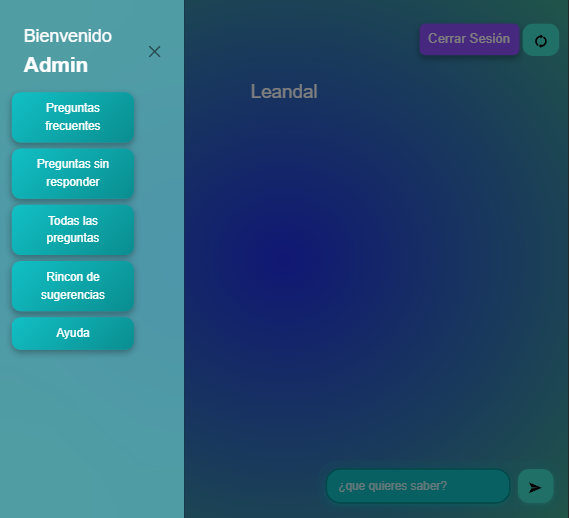 Bienvenido
Admin
Preguntas
frecuentes
Preguntas sin
responder
Todas las
preguntas
Rincon de
sugerencias
Ayuda
Cerrar Sesión
Leandal
¿que quieres saber?